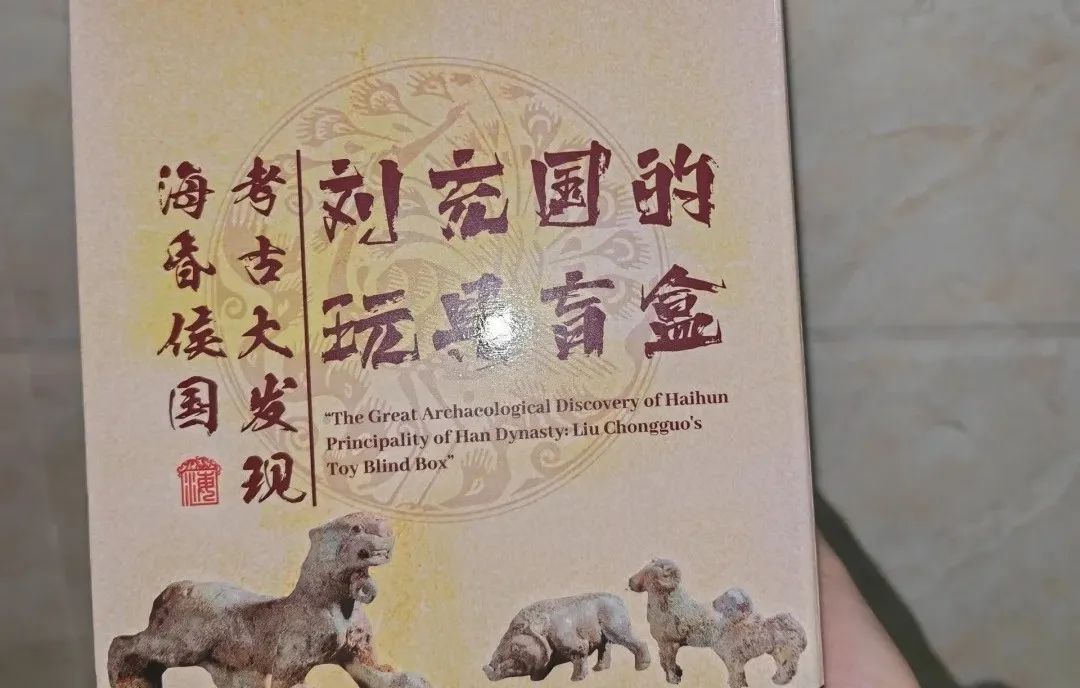 刘充国的
玩具盲盒
考古大发现
海昏侯国
“The Great Archacological Discovery of Haihun
Principality of Han Dynasty: Liu Chongguo's
Toy Blind Box”